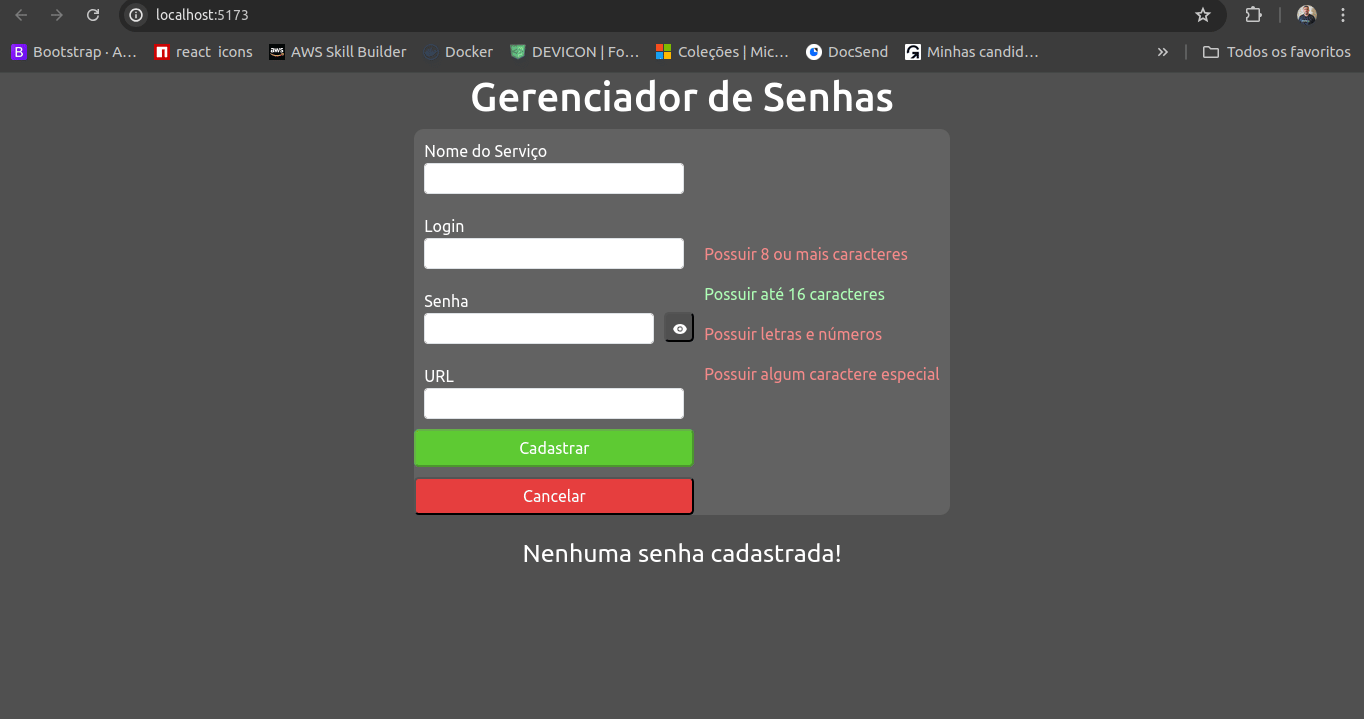 localhost:5173
Bootstrap · A… react icons AWS Skill Builder Docker DEVICON | Fo… Coleções | Mic… DocSend Minhas candid… » Todos os favoritos
Gerenciador de Senhas
Nome do Serviço
Login
Possuir 8 ou mais caracteres
Possuir até 16 caracteres
Senha
Possuir letras e números
URL
Possuir algum caractere especial
Cadastrar
Cancelar
Nenhuma senha cadastrada!